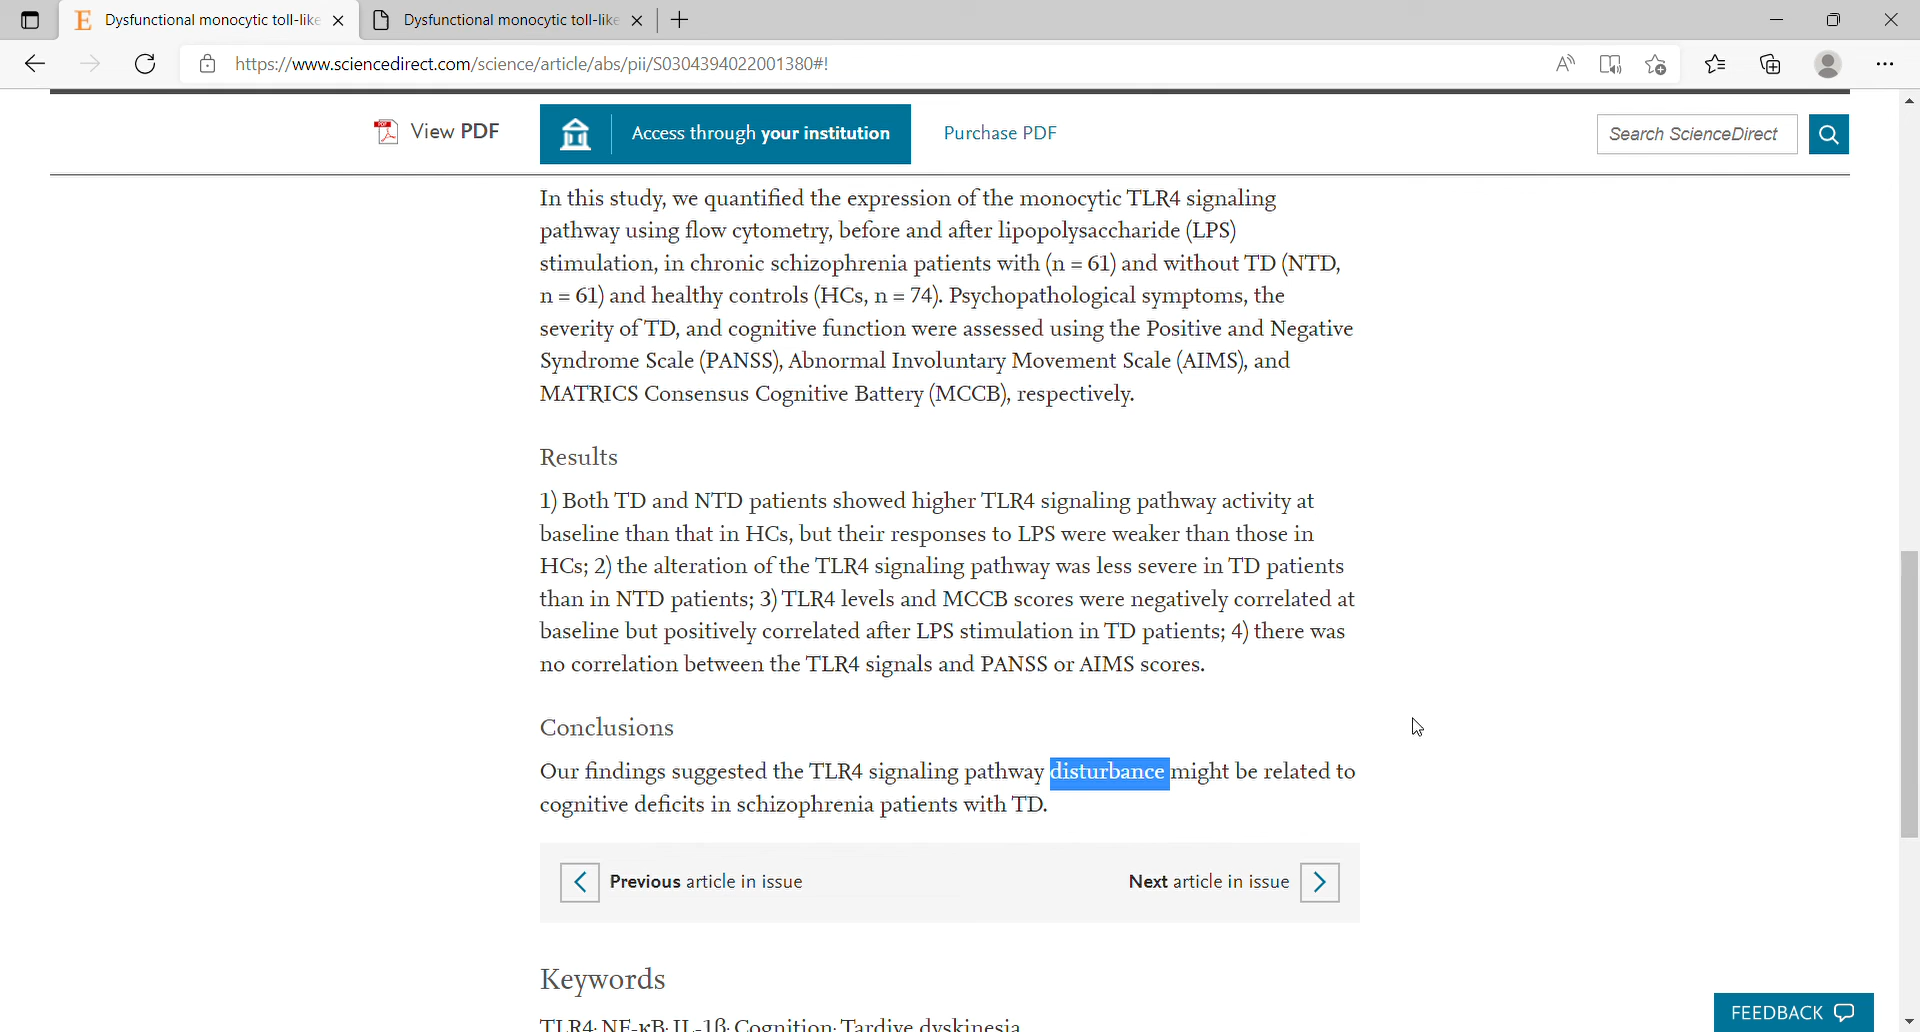 Dysfunctional monocytic toll-like
Dysfunctional monocytic toll-like
https://www.sciencedirect.com/science/article/abs/pii/S0304394022001380#!
View PDF
Access through your institution
Purchase PDF
Search ScienceDirect
In this study, we quantified the expression of the monocytic TLR4 signaling
pathway using flow cytometry, before and after lipopolysaccharide (LPS)
stimulation, in chronic schizophrenia patients with (n = 61) and without TD (NTD,
n = 61) and healthy controls (HCs, n = 74). Psychopathological symptoms, the
severity of TD, and cognitive function were assessed using the Positive and Negative
Syndrome Scale (PANSS), Abnormal Involuntary Movement Scale (AIMS), and
MATRICS Consensus Cognitive Battery (MCCB), respectively.
Results
1) Both TD and NTD patients showed higher TLR4 signaling pathway activity at
baseline than that in HCs, but their responses to LPS were weaker than those in
HCs; 2) the alteration of the TLR4 signaling pathway was less severe in TD patients
than in NTD patients; 3) TLR4 levels and MCCB scores were negatively correlated at
baseline but positively correlated after LPS stimulation in TD patients; 4) there was
no correlation between the TLR4 signals and PANSS or AIMS scores.
Conclusions
Our findings suggested the TLR4 signaling pathway disturbance might be related to
cognitive deficits in schizophrenia patients with TD.
Previous article in issue
Next article in issue
Keywords
TLR4; NF-κB; IL-1β; Cognition; Tardive dyskinesia
FEEDBACK